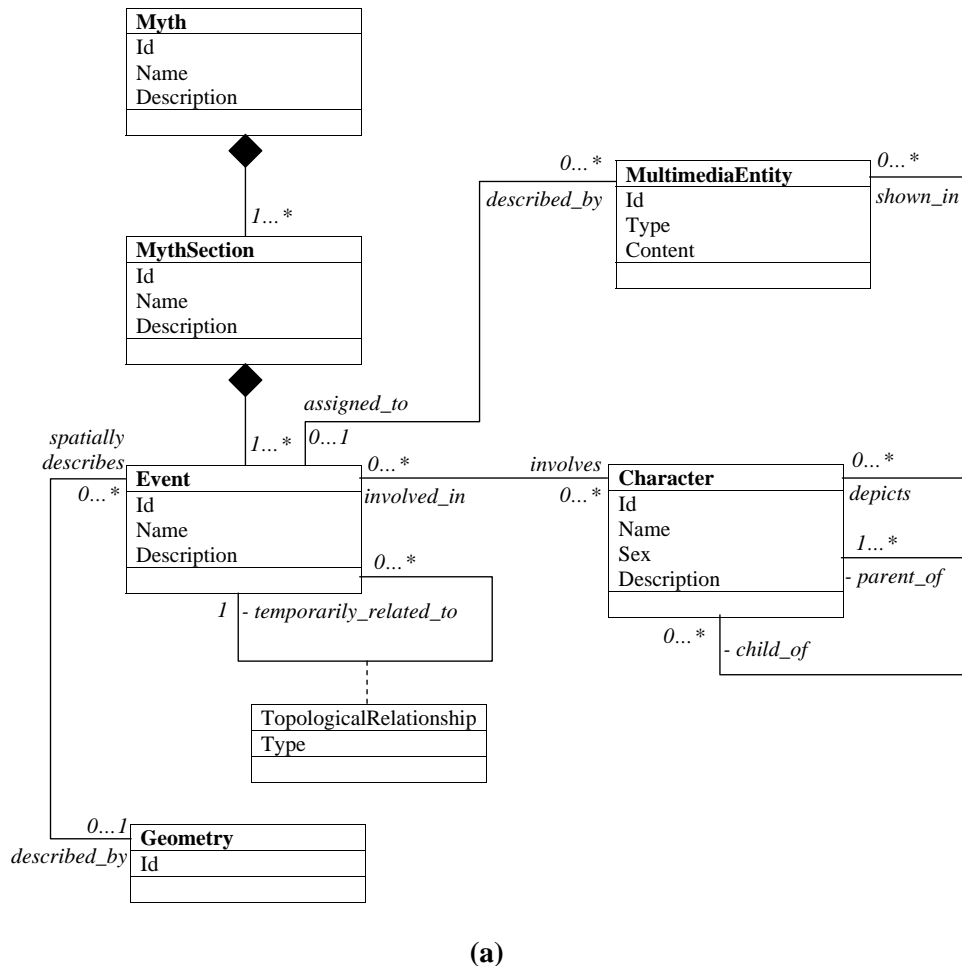 Myth
Id
Name
Description
1...*
MythSection
Id
Name
Description
0...*
described_by
MultimediaEntity
Id
Type
Content
0...*
shown_in
assigned_to
0...1
1...*
spatially
describes
0...*
Event
Id
Name
Description
0...*
involved_in
involves
0...*
Character
Id
Name
Sex
Description
0...*
depicts
1...*
- parent_of
0...*
- child_of
0...*
1
- temporarily_related_to
TopologicalRelationship
Type
0...1
described_by
Geometry
Id
(a)